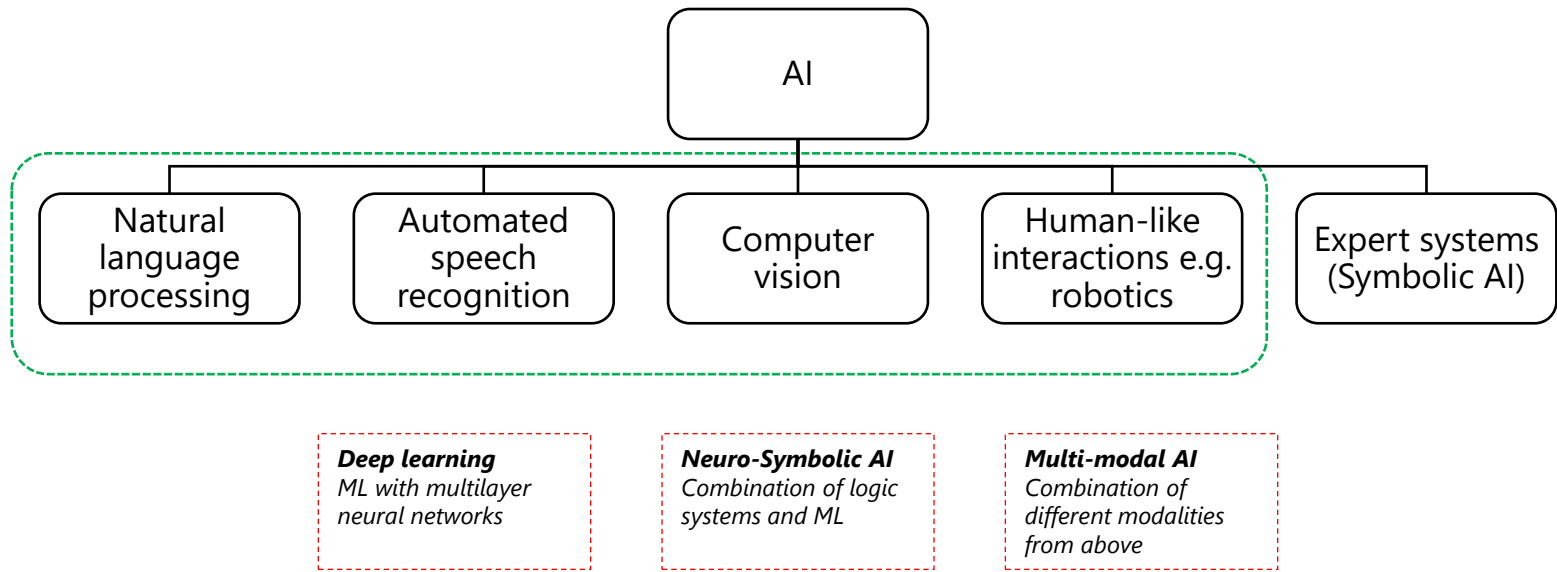 AI
Natural
language
processing
Automated
speech
recognition
Computer
vision
Human-like
interactions e.g.
robotics
Expert systems
(Symbolic AI)
Deep learning
ML with multilayer
neural networks
Neuro-Symbolic AI
Combination of logic
systems and ML
Multi-modal AI
Combination of
different modalities
from above